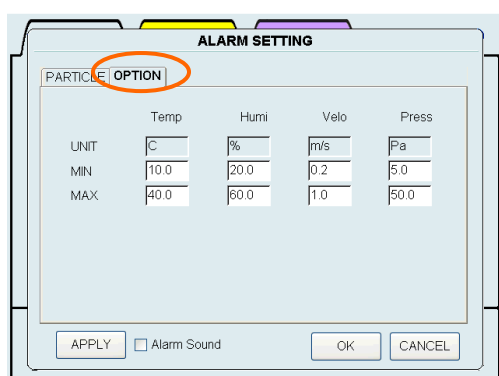 ALARM SETTING
PARTICLE OPTION
Temp Humi Velo Press
UNIT C % m/s Pa
MIN 10.0 20.0 0.2 5.0
MAX 40.0 60.0 1.0 50.0
APPLY Alarm Sound OK CANCEL